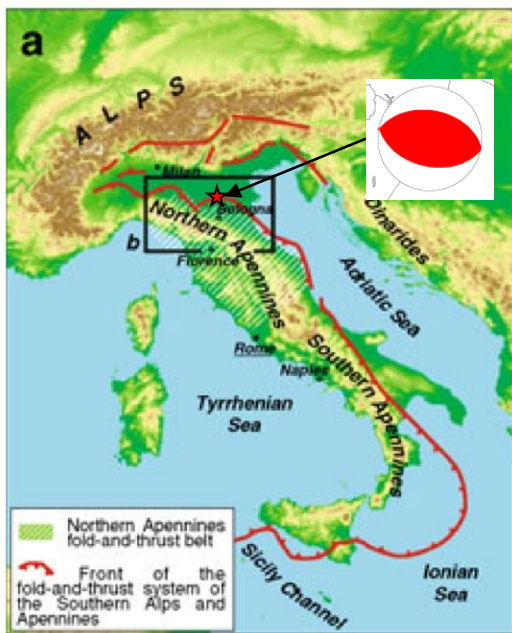 a
ALPS
Milan
Bologna
Northern Apennines
b
Florence
Dinarides
Adriatic Sea
Rome
Naples
Southern Apennines
Tyrrhenian
Sea
Northern Apennines
fold-and-thrust belt
Front of the
fold-and-thrust system of
the Southern Alps and
Apennines
Sicily Channel
Ionian
Sea